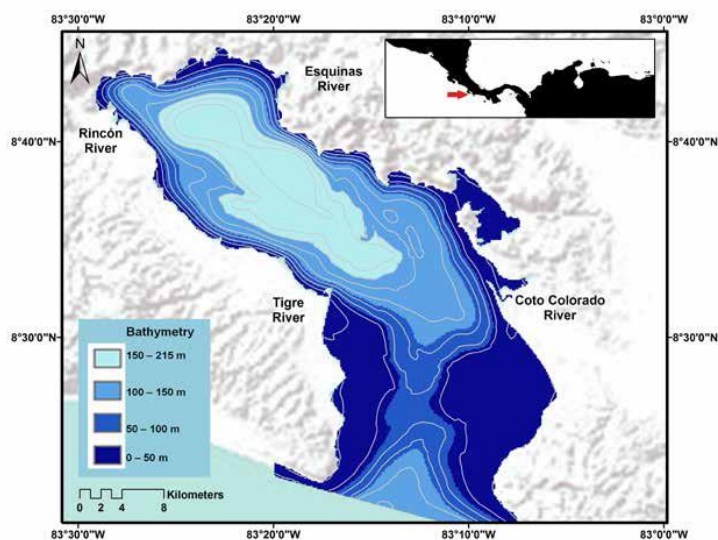 83°30'0"W
83°20'0"W
83°10'0"W
83°0'0"W
N
Esquinas
River
8°40'0"N
Rincón
River
8°40'0"N
Tigre
River
Coto Colorado
River
8°30'0"N
8°30'0"N
Bathymetry
150 – 215 m
100 – 150 m
50 – 100 m
0 – 50 m
Kilometers
0 2 4 8
83°30'0"W
83°20'0"W
83°10'0"W
83°0'0"W